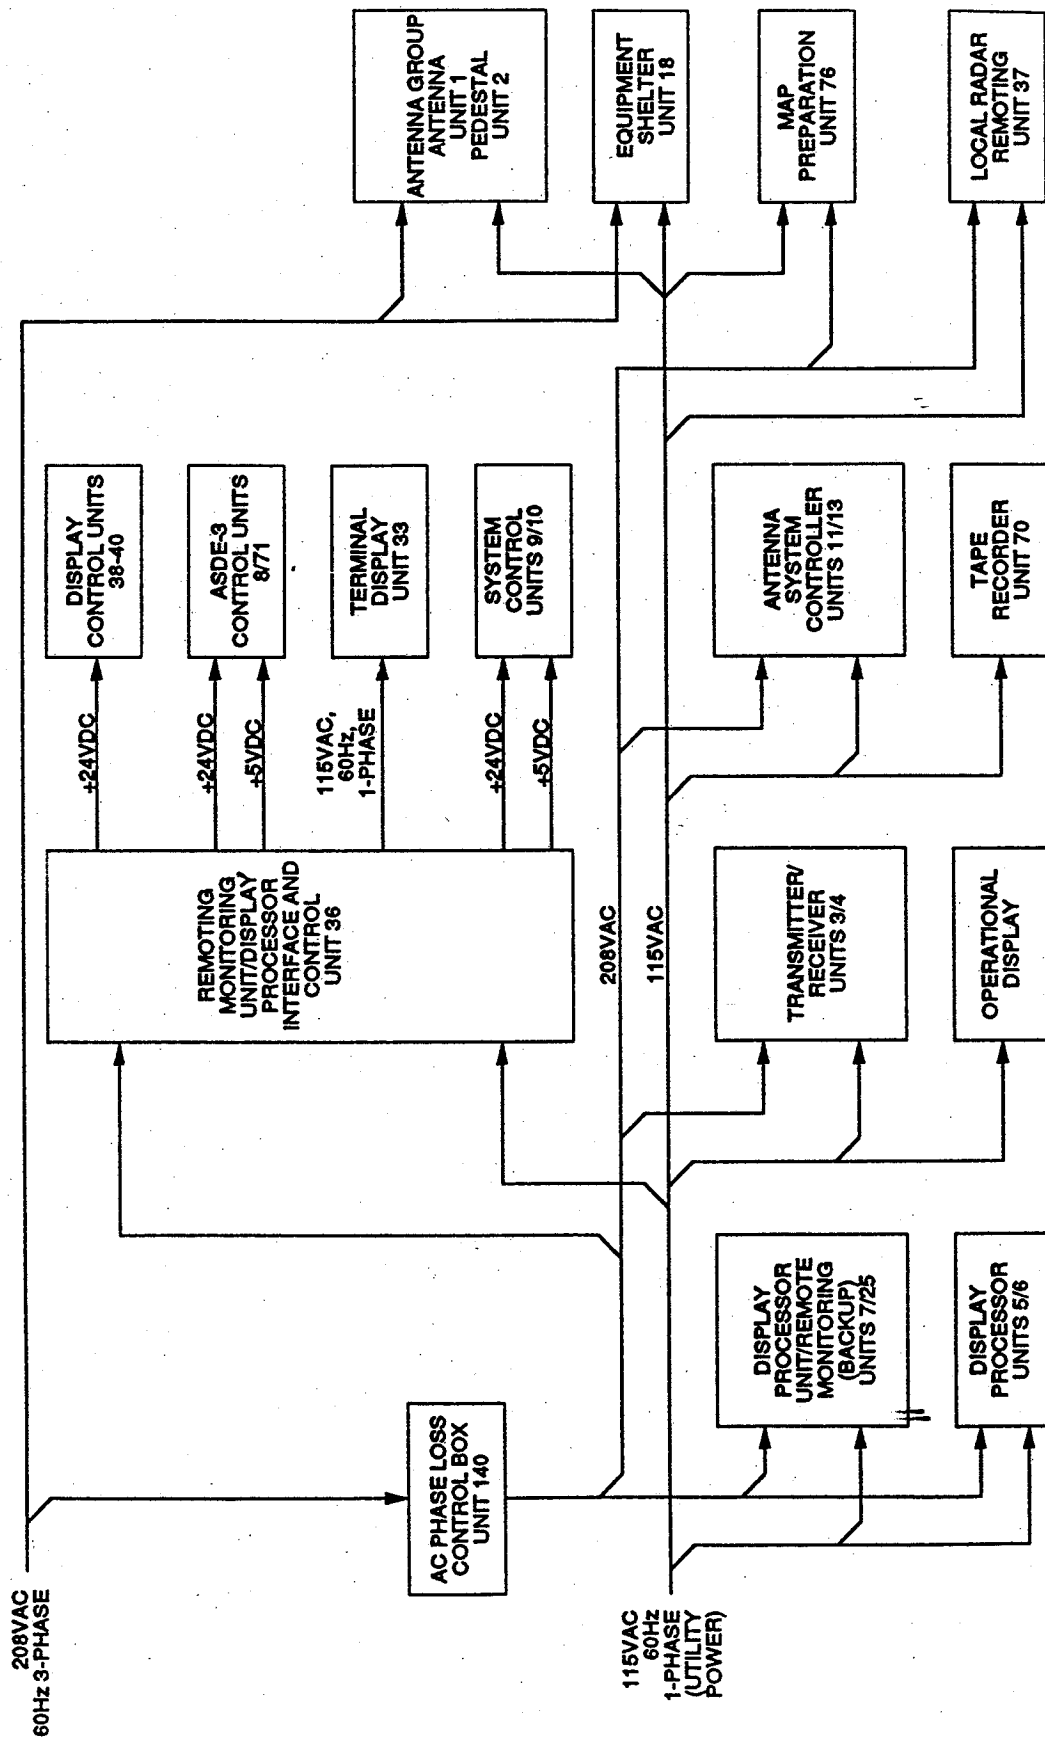 208VAC
60Hz 3-PHASE
115VAC
60Hz
1-PHASE
(UTILITY
POWER)
AC PHASE LOSS
CONTROL BOX
UNIT 140
REMOTING
MONITORING
UNIT/DISPLAY
PROCESSOR
INTERFACE AND
CONTROL
UNIT 36
+24VDC
+24VDC
+5VDC
115VAC,
60Hz,
1-PHASE
+24VDC
+5VDC
DISPLAY
CONTROL UNITS
38-40
ASDE-3
CONTROL UNITS
8/71
TERMINAL
DISPLAY
UNIT 33
SYSTEM
CONTROL
UNITS 9/10
ANTENNA GROUP
ANTENNA
UNIT 1
PEDESTAL
UNIT 2
EQUIPMENT
SHELTER
UNIT 18
MAP
PREPARATION
UNIT 76
LOCAL RADAR
REMOTING
UNIT 37
208VAC
115VAC
DISPLAY
PROCESSOR
UNIT/REMOTE
MONITORING
(BACKUP)
UNITS 7/25
TRANSMITTER/
RECEIVER
UNITS 3/4
ANTENNA
SYSTEM
CONTROLLER
UNITS 11/13
DISPLAY
PROCESSOR
UNITS 5/6
OPERATIONAL
DISPLAY
TAPE
RECORDER
UNIT 70